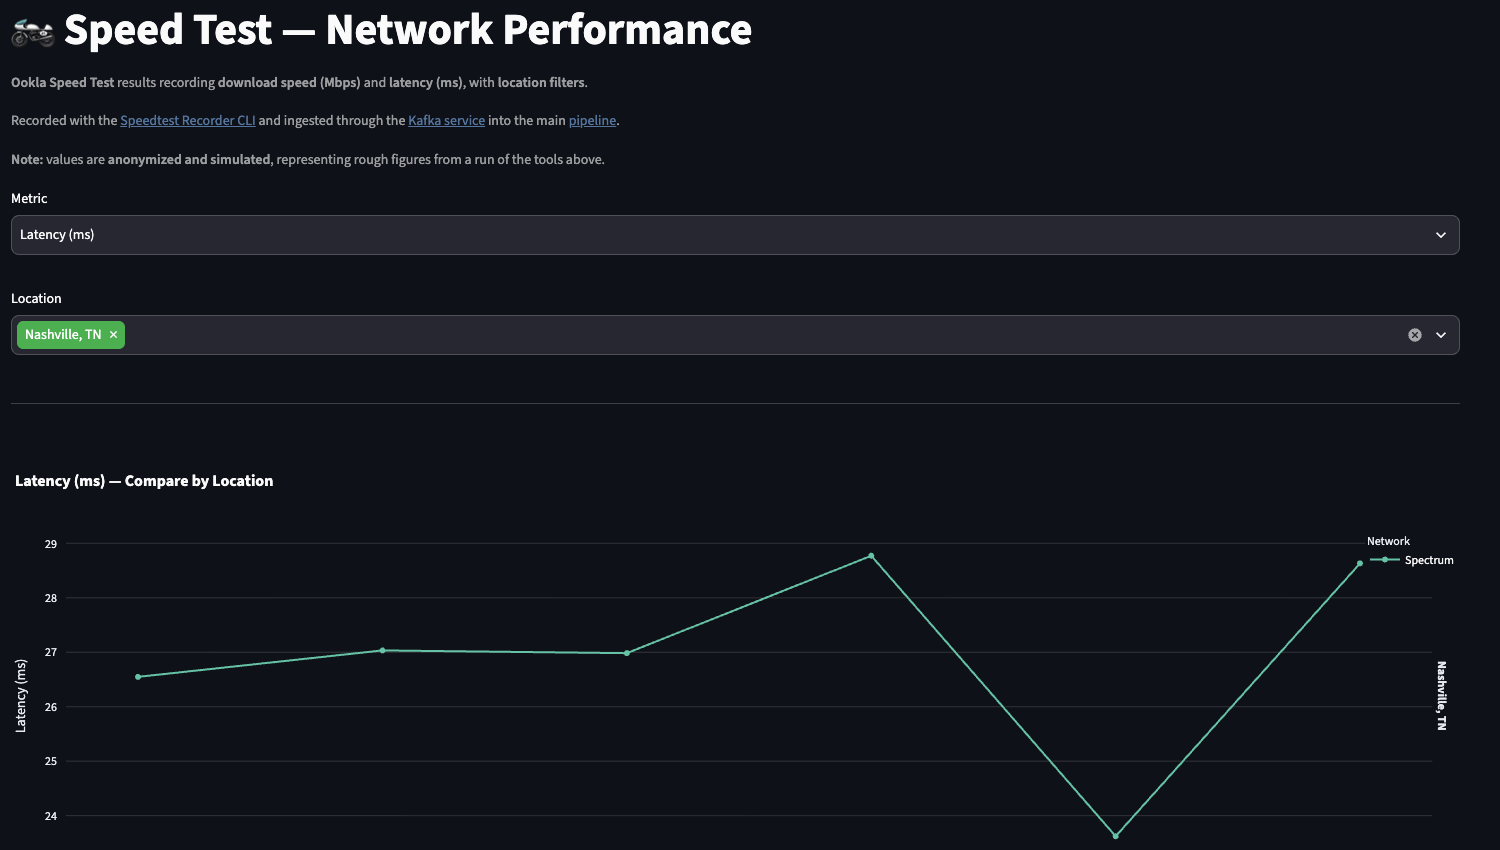 Speed Test — Network Performance
Ookla Speed Test results recording download speed (Mbps) and latency (ms), with location filters.
Recorded with the Speedtest Recorder CLI and ingested through the Kafka service into the main pipeline.
Note: values are anonymized and simulated, representing rough figures from a run of the tools above.
Metric
Latency (ms)
Location
Nashville, TN ×
Latency (ms) — Compare by Location
29
28
27
26
25
24
Latency (ms)
Network
Spectrum
Nashville, TN